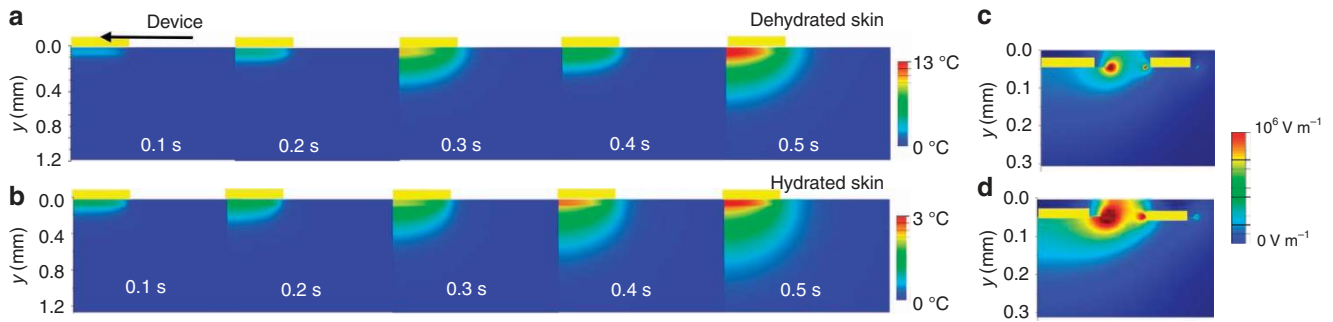 a
Device
Dehydrated skin
0.0
0.4
0.8
1.2
y (mm)
0.1 s
0.2 s
0.3 s
0.4 s
0.5 s
13 °C
0 °C
b
Hydrated skin
0.0
0.4
0.8
1.2
y (mm)
0.1 s
0.2 s
0.3 s
0.4 s
0.5 s
3 °C
0 °C
c
0.0
0.1
0.2
0.3
y (mm)
d
0.0
0.1
0.2
0.3
y (mm)
10⁶ V m⁻¹
0 V m⁻¹